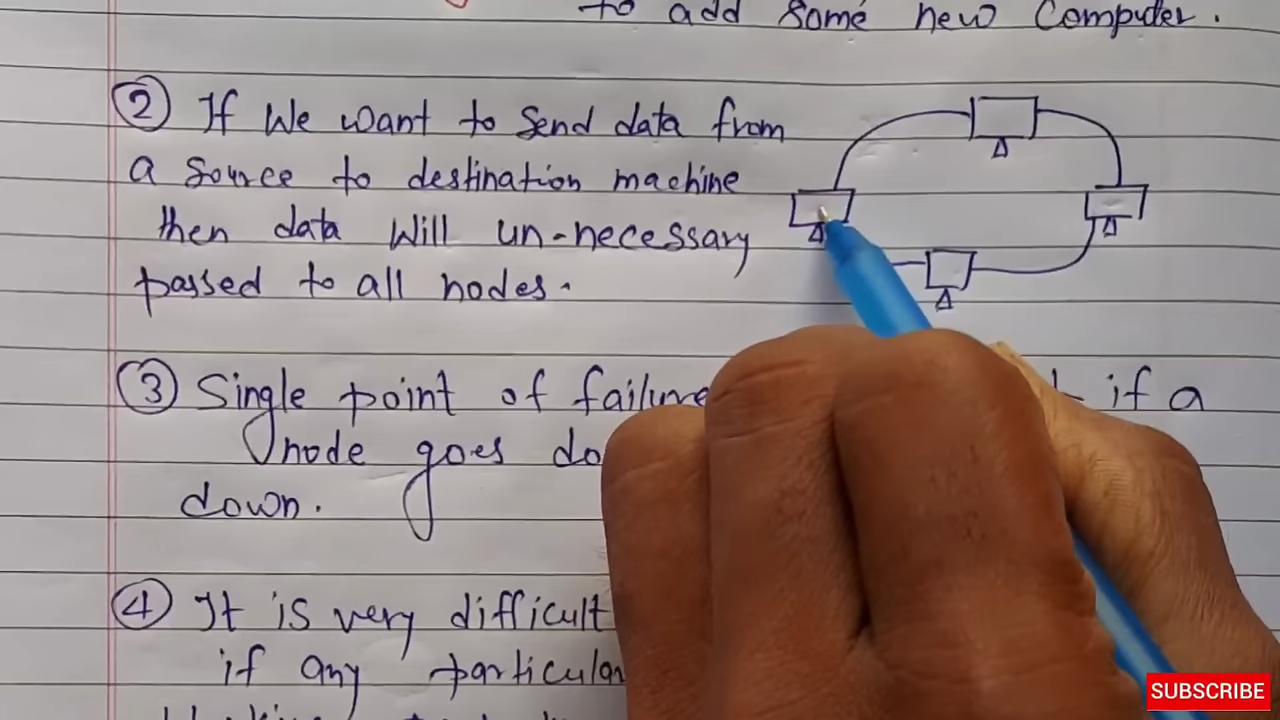 to add some new Computer.
② If We want to Send data from
a source to destination machine
then data Will un-necessary
passed to all nodes.
③ Single point of failure if a
node goes
down.
④ It is very difficult
if any particular
SUBSCRIBE